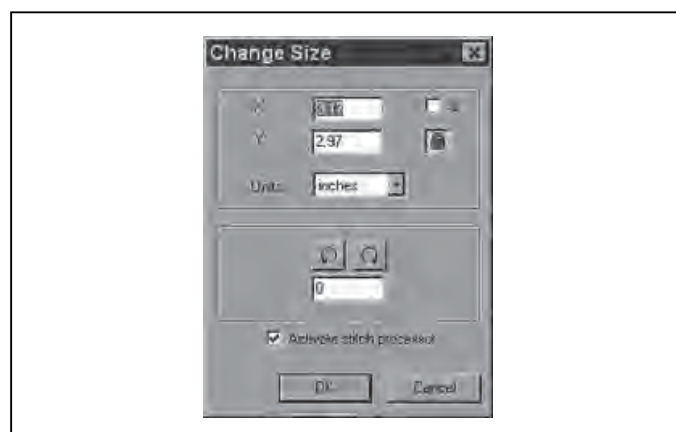 Change Size
X
Y 2.97
Units inches
0
Activate stitch processor
OK Cancel